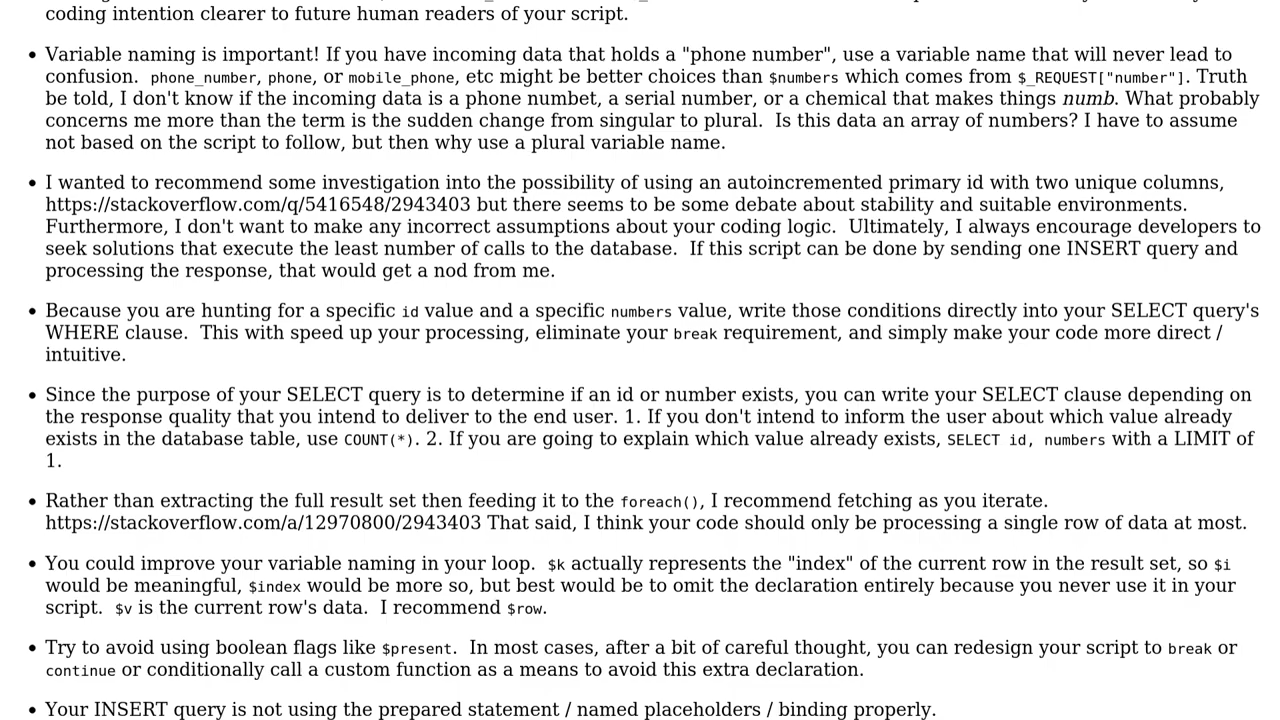 coding intention clearer to future human readers of your script.
• Variable naming is important! If you have incoming data that holds a "phone number", use a variable name that will never lead to
confusion.  phone_number, phone, or mobile_phone, etc might be better choices than $numbers which comes from $_REQUEST["number"]. Truth
be told, I don't know if the incoming data is a phone numbet, a serial number, or a chemical that makes things numb. What probably
concerns me more than the term is the sudden change from singular to plural.  Is this data an array of numbers? I have to assume
not based on the script to follow, but then why use a plural variable name.
• I wanted to recommend some investigation into the possibility of using an autoincremented primary id with two unique columns,
https://stackoverflow.com/q/5416548/2943403 but there seems to be some debate about stability and suitable environments.
Furthermore, I don't want to make any incorrect assumptions about your coding logic.  Ultimately, I always encourage developers to
seek solutions that execute the least number of calls to the database.  If this script can be done by sending one INSERT query and
processing the response, that would get a nod from me.
• Because you are hunting for a specific id value and a specific numbers value, write those conditions directly into your SELECT query's
WHERE clause.  This with speed up your processing, eliminate your break requirement, and simply make your code more direct /
intuitive.
• Since the purpose of your SELECT query is to determine if an id or number exists, you can write your SELECT clause depending on
the response quality that you intend to deliver to the end user. 1. If you don't intend to inform the user about which value already
exists in the database table, use COUNT(*). 2. If you are going to explain which value already exists, SELECT id, numbers with a LIMIT of
1.
• Rather than extracting the full result set then feeding it to the foreach(), I recommend fetching as you iterate.
https://stackoverflow.com/a/12970800/2943403 That said, I think your code should only be processing a single row of data at most.
• You could improve your variable naming in your loop.  $k actually represents the "index" of the current row in the result set, so $i
would be meaningful, $index would be more so, but best would be to omit the declaration entirely because you never use it in your
script.  $v is the current row's data.  I recommend $row.
• Try to avoid using boolean flags like $present.  In most cases, after a bit of careful thought, you can redesign your script to break or
continue or conditionally call a custom function as a means to avoid this extra declaration.
• Your INSERT query is not using the prepared statement / named placeholders / binding properly.